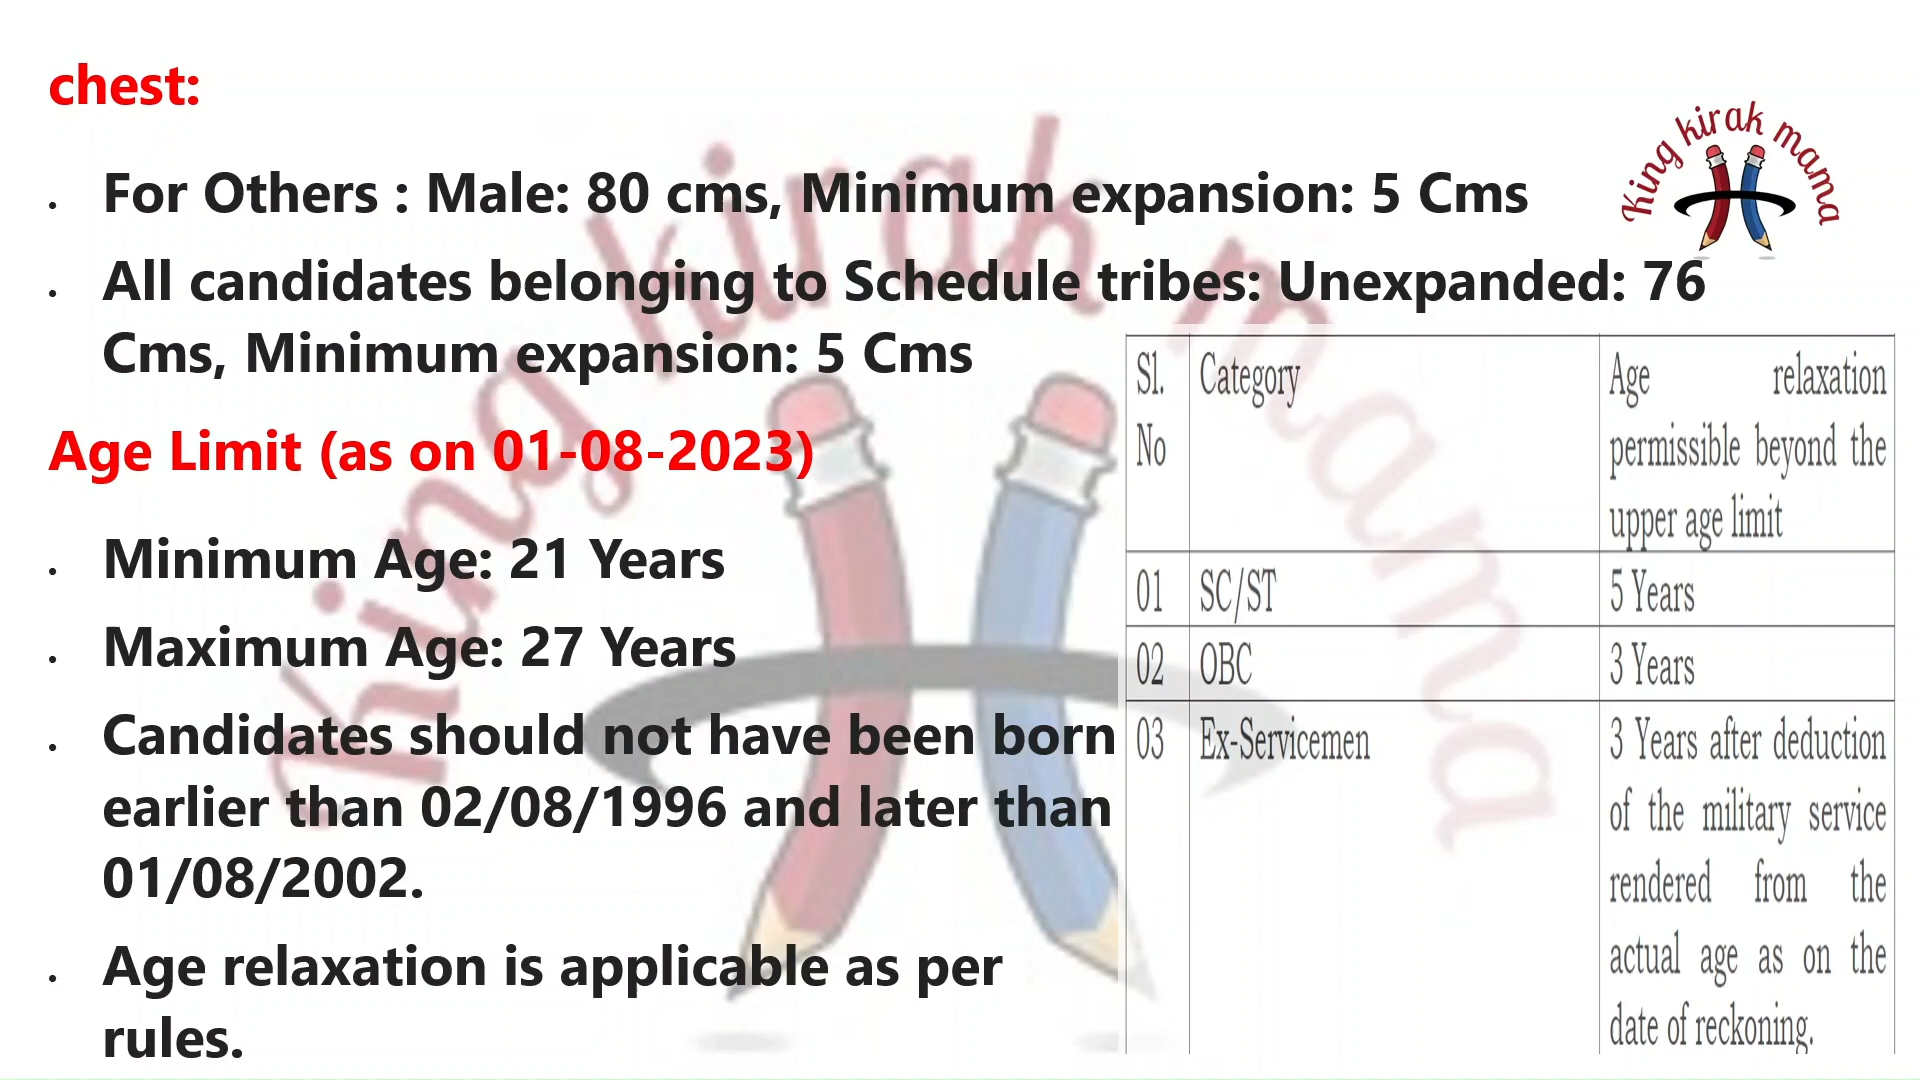 chest:
King kirak mama
• For Others : Male: 80 cms, Minimum expansion: 5 Cms
• All candidates belonging to Schedule tribes: Unexpanded: 76
Cms, Minimum expansion: 5 Cms
Age Limit (as on 01-08-2023)
• Minimum Age: 21 Years
• Maximum Age: 27 Years
• Candidates should not have been born
earlier than 02/08/1996 and later than
01/08/2002.
• Age relaxation is applicable as per
rules.
Sl. Category Age relaxation
No permissible beyond the
upper age limit
01 SC/ST 5 Years
02 OBC 3 Years
03 Ex-Servicemen 3 Years after deduction
of the military service
rendered from the
actual age as on the
date of reckoning.
King kirak mama